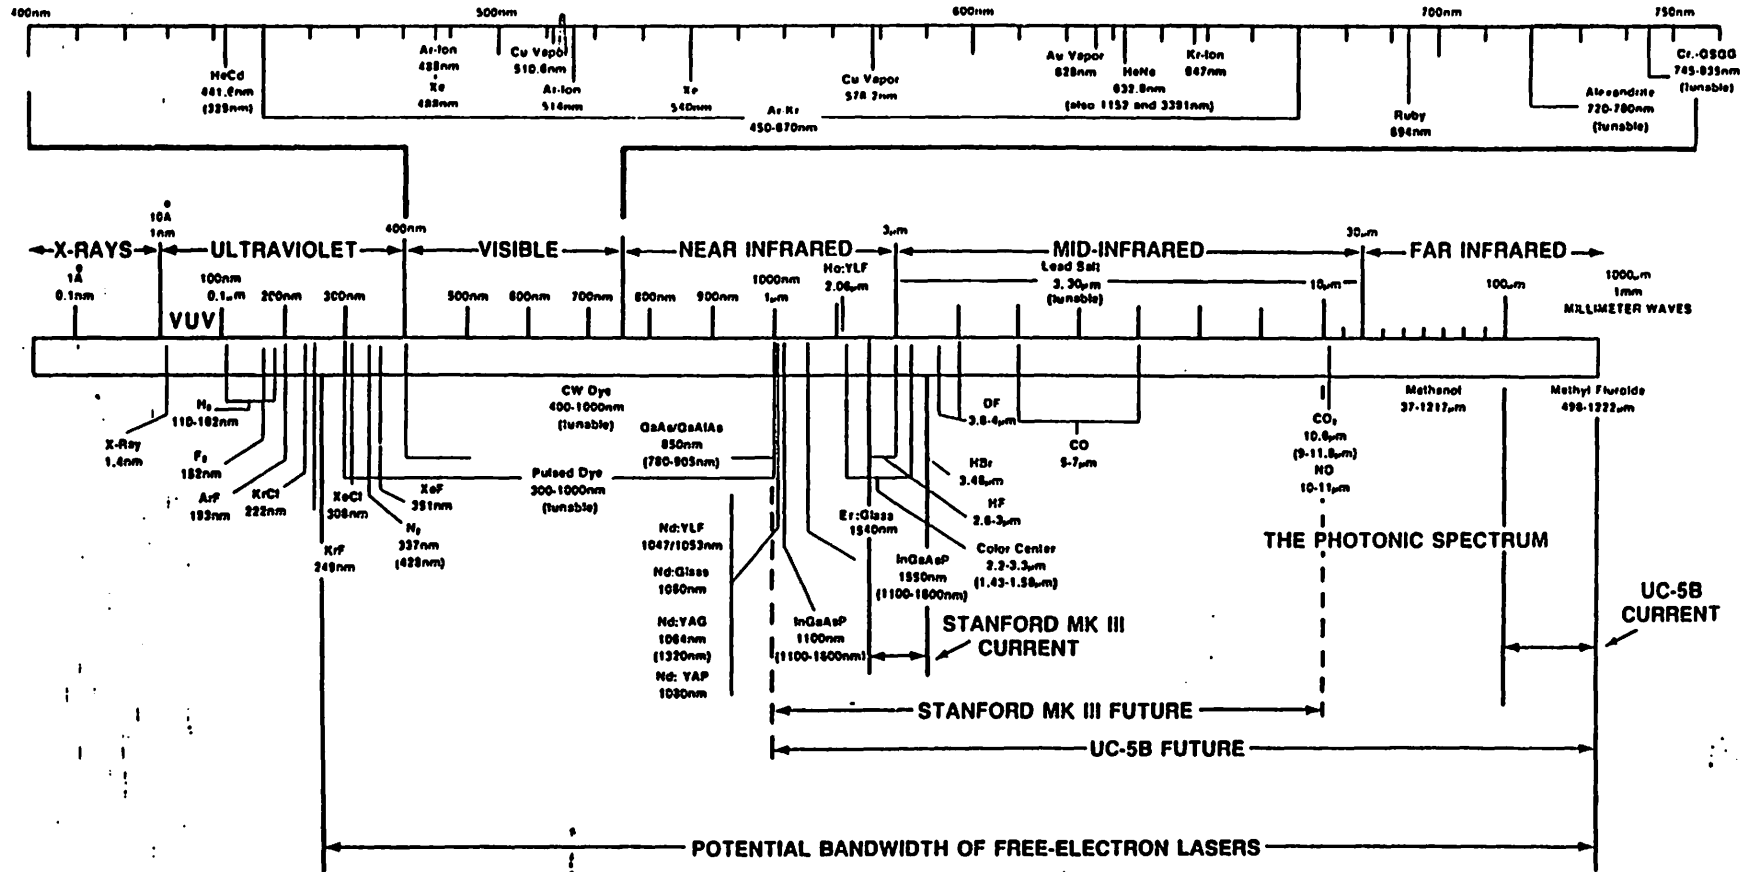 400nm 500nm 600nm 700nm 750nm
HeCd
441.6nm
(325nm)
Ar-Ion
488nm
Xe
488nm
Cu Vapor
510.6nm
Ar-Ion
514nm
Xe
540nm
Cu Vapor
578.2nm
Au Vapor
628nm
HeNe
632.8nm
(also 1152 and 3391nm)
Kr-Ion
647nm
Cr.-GSGG
745-835nm
(tunable)
Alexandrite
720-780nm
(tunable)
Ruby
694nm
Ar-Kr
450-670nm
10Å
1nm
400nm
3µm
30µm
X-RAYS ULTRAVIOLET VISIBLE NEAR INFRARED MID-INFRARED FAR INFRARED
1Å
0.1nm
100nm
0.1µm
VUV
200nm 300nm 500nm 600nm 700nm 800nm 900nm
1000nm
1µm
Ho:YLF
2.06µm
Lead Salt
3.30µm
(tunable)
10µm
100µm
1000µm
1mm
MILLIMETER WAVES
X-Ray
1.4nm
H₂
110-162nm
F₂
152nm
ArF
193nm
KrCl
222nm
KrF
249nm
XeCl
308nm
N₂
337nm
(428nm)
XeF
351nm
CW Dye
400-1000nm
(tunable)
Pulsed Dye
300-1000nm
(tunable)
GaAs/GaAlAs
850nm
(780-905nm)
Nd:YLF
1047/1053nm
Nd:Glass
1060nm
Nd:YAG
1064nm
(1320nm)
Nd: YAP
1080nm
InGaAsP
1100nm
(1100-1600nm)
Er:Glass
1540nm
InGaAsP
1550nm
(1100-1600nm)
DF
3.6-4µm
HBr
3.48µm
HF
2.6-3µm
Color Center
2.2-3.3µm
(1.43-1.58µm)
CO
5-7µm
CO₂
10.6µm
(9-11.8µm)
NO
10-11µm
Methanol
37-1217µm
Methyl Fluroide
496-1222µm
THE PHOTONIC SPECTRUM
UC-5B
CURRENT
STANFORD MK III
CURRENT
STANFORD MK III FUTURE
UC-5B FUTURE
POTENTIAL BANDWIDTH OF FREE-ELECTRON LASERS